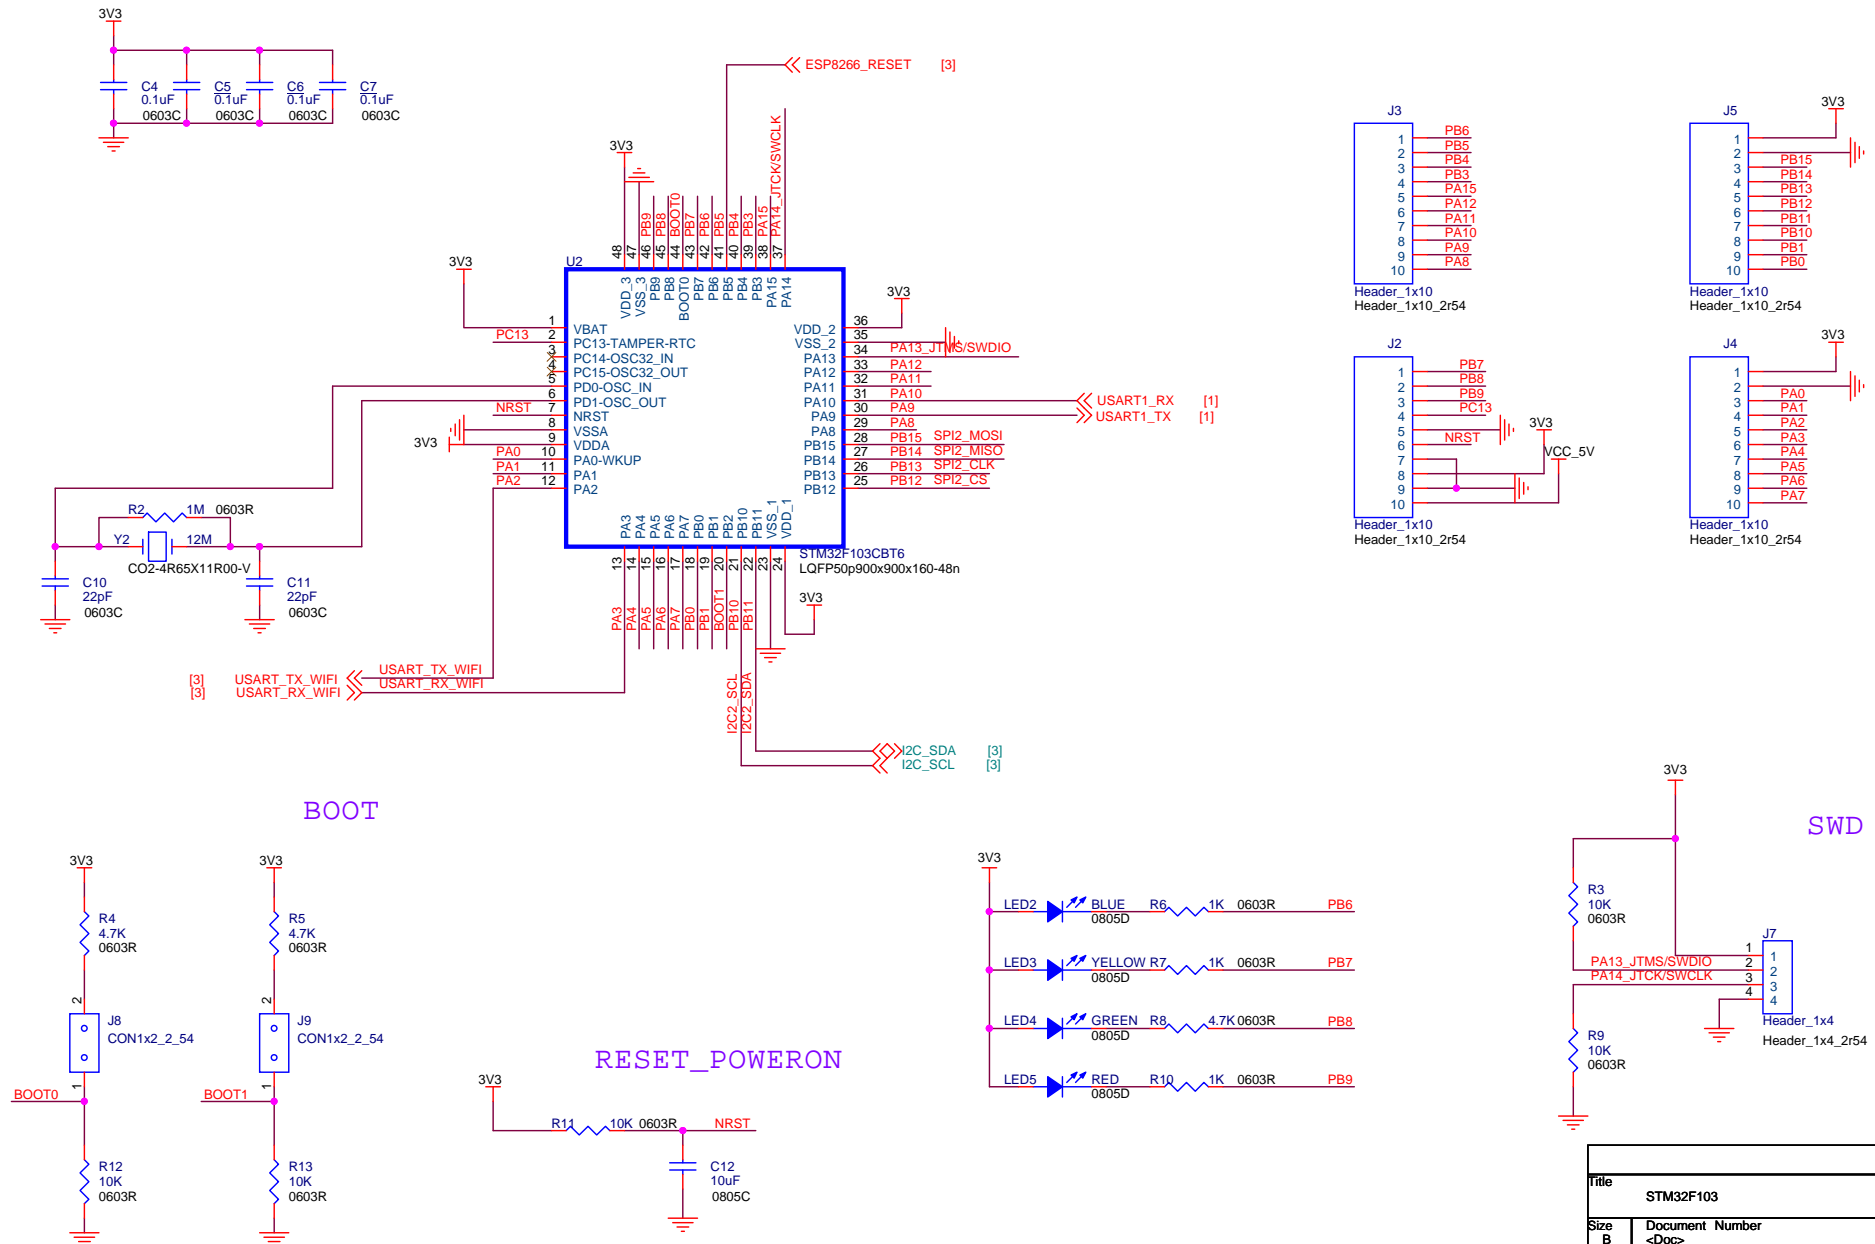 3V3
C4
0.1uF
0603C
C5
0.1uF
0603C
C6
0.1uF
0603C
C7
0.1uF
0603C
ESP8266_RESET [3]
3V3
PB9
PB8
BOOT0
PB7
PB6
PB5
PB4
PB3
PA15
PA14_JTCK/SWCLK
48
47
46
45
44
43
42
41
40
39
38
37
U2
VDD_3
VSS_3
PB9
PB8
BOOT0
PB7
PB6
PB5
PB4
PB3
PA15
PA14
3V3
1 VBAT
PC13 2 PC13-TAMPER-RTC
3 PC14-OSC32_IN
4 PC15-OSC32_OUT
5 PD0-OSC_IN
6 PD1-OSC_OUT
NRST 7 NRST
8 VSSA
3V3 9 VDDA
PA0 10 PA0-WKUP
PA1 11 PA1
PA2 12 PA2
3V3
VDD_2 36
VSS_2 35
PA13 34 PA13_JTMS/SWDIO
PA12 33 PA12
PA11 32 PA11
PA10 31 PA10 USART1_RX [1]
PA9 30 PA9 USART1_TX [1]
PA8 29 PA8
PB15 28 PB15 SPI2_MOSI
PB14 27 PB14 SPI2_MISO
PB13 26 PB13 SPI2_CLK
PB12 25 PB12 SPI2_CS
PA3
PA4
PA5
PA6
PA7
PB0
PB1
PB2
PB10
PB11
VSS_1
VDD_1
STM32F103CBT6
LQFP50p900x900x160-48n
13
14
15
16
17
18
19
20
21
22
23
24
PA3
PA4
PA5
PA6
PA7
PB0
PB1
BOOT1
PB10
PB11
3V3
R2 1M 0603R
Y2 12M
CO2-4R65X11R00-V
C10
22pF
0603C
C11
22pF
0603C
[3] USART_TX_WIFI USART_TX_WIFI
[3] USART_RX_WIFI USART_RX_WIFI
I2C2_SCL
I2C2_SDA
I2C_SDA [3]
I2C_SCL [3]
J3
1 PB6
2 PB5
3 PB4
4 PB3
5 PA15
6 PA12
7 PA11
8 PA10
9 PA9
10 PA8
Header_1x10
Header_1x10_2r54
J5
3V3
1
2
3 PB15
4 PB14
5 PB13
6 PB12
7 PB11
8 PB10
9 PB1
10 PB0
Header_1x10
Header_1x10_2r54
J2
1 PB7
2 PB8
3 PB9
4 PC13
5
6 NRST
7
8
9
10
3V3
VCC_5V
Header_1x10
Header_1x10_2r54
J4
3V3
1
2
3 PA0
4 PA1
5 PA2
6 PA3
7 PA4
8 PA5
9 PA6
10 PA7
Header_1x10
Header_1x10_2r54
BOOT
3V3
R4
4.7K
0603R
2
J8
CON1x2_2_54
1
BOOT0
R12
10K
0603R
3V3
R5
4.7K
0603R
2
J9
CON1x2_2_54
1
BOOT1
R13
10K
0603R
RESET_POWERON
3V3
R11 10K 0603R NRST
C12
10uF
0805C
3V3
LED2 BLUE R6 1K 0603R PB6
0805D
LED3 YELLOW R7 1K 0603R PB7
0805D
LED4 GREEN R8 4.7K 0603R PB8
0805D
LED5 RED R10 1K 0603R PB9
0805D
SWD
3V3
R3
10K
0603R
J7
1 1
PA13_JTMS/SWDIO 2 2
PA14_JTCK/SWCLK 3 3
4 4
Header_1x4
Header_1x4_2r54
R9
10K
0603R
Title
STM32F103
Size Document Number
B <Doc>